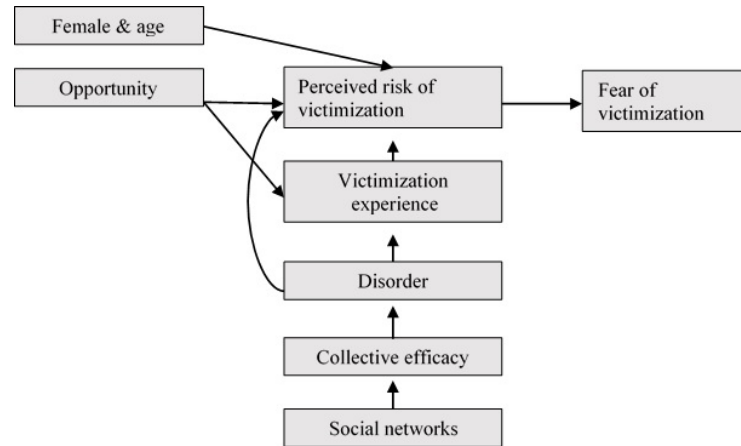 Female & age
Opportunity
Perceived risk of
victimization
Fear of
victimization
Victimization
experience
Disorder
Collective efficacy
Social networks